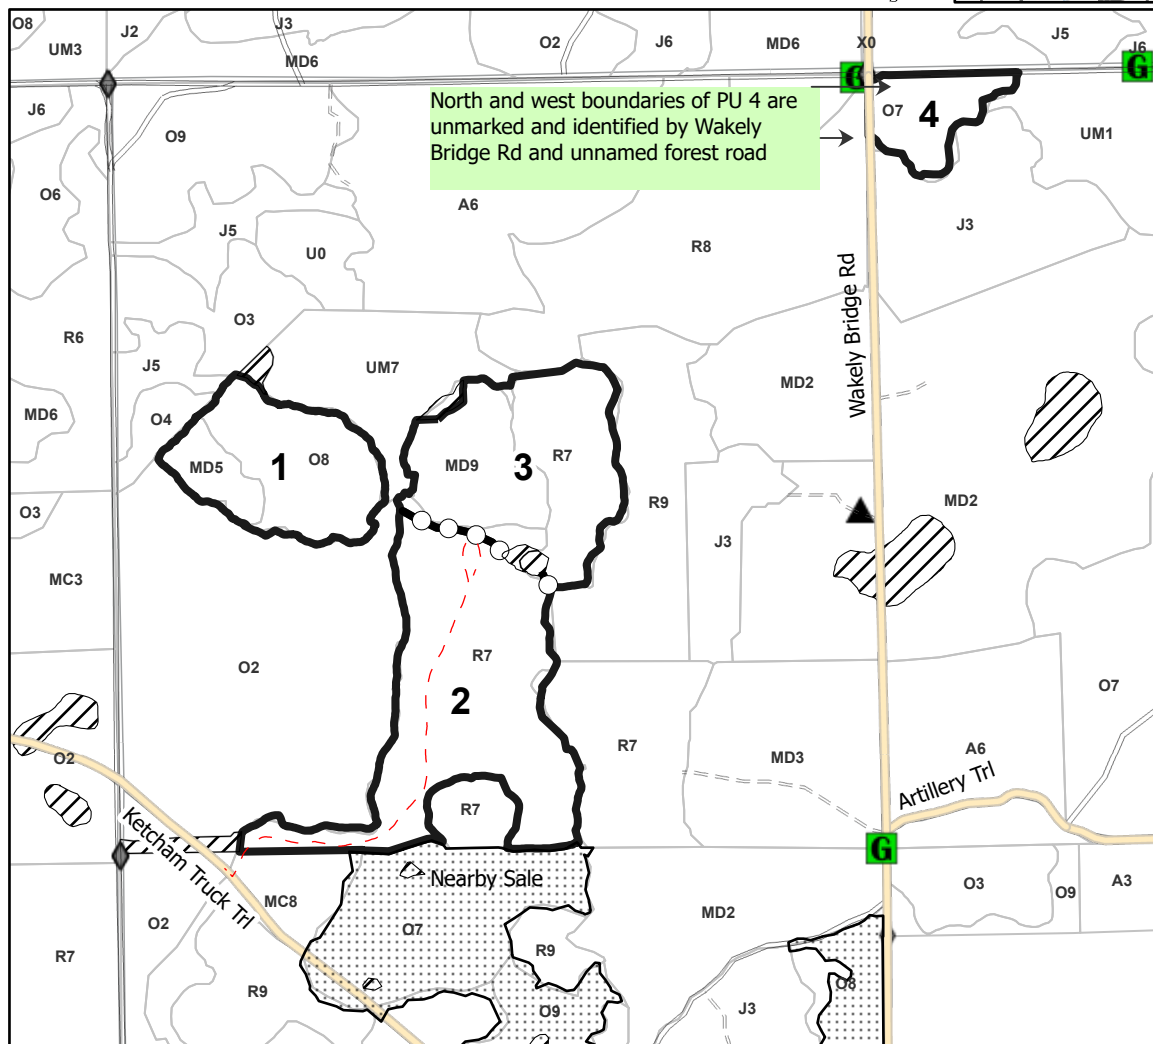 O8
J2
J3
UM3
MD6
O2
J6
MD6
X0
J5
J6
G
G
J6
O9
North and west boundaries of PU 4 are
unmarked and identified by Wakely
Bridge Rd and unnamed forest road
O7
4
UM1
O6
A6
J5
U0
R8
J3
Wakely Bridge Rd
O3
R6
J5
UM7
MD2
MD6
O4
MD5
1
O8
MD9
3
R7
R9
MD2
O3
J3
MC3
O2
R7
2
R7
O7
O2
MD3
A6
Artillery Trl
R7
Ketcham Truck Trl
G
Nearby Sale
MC8
O2
O7
MD2
O3
O9
A3
R7
R9
R9
O9
J3
O8